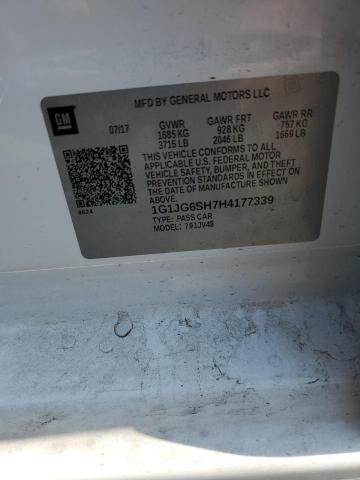 MFD BY GENERAL MOTORS LLC
GM
07/17 GVWR GAWR FRT GAWR RR
1685 KG 928 KG 757 KG
3715 LB 2046 LB 1669 LB
THIS VEHICLE CONFORMS TO ALL
APPLICABLE U.S. FEDERAL MOTOR
VEHICLE SAFETY, BUMPER, AND THEFT
PREVENTION STANDARDS IN EFFECT ON
THE DATE OF MANUFACTURE SHOWN
ABOVE.
0624 1G1JG6SH7H4177339
TYPE: PASS CAR
MODEL: 791JV48